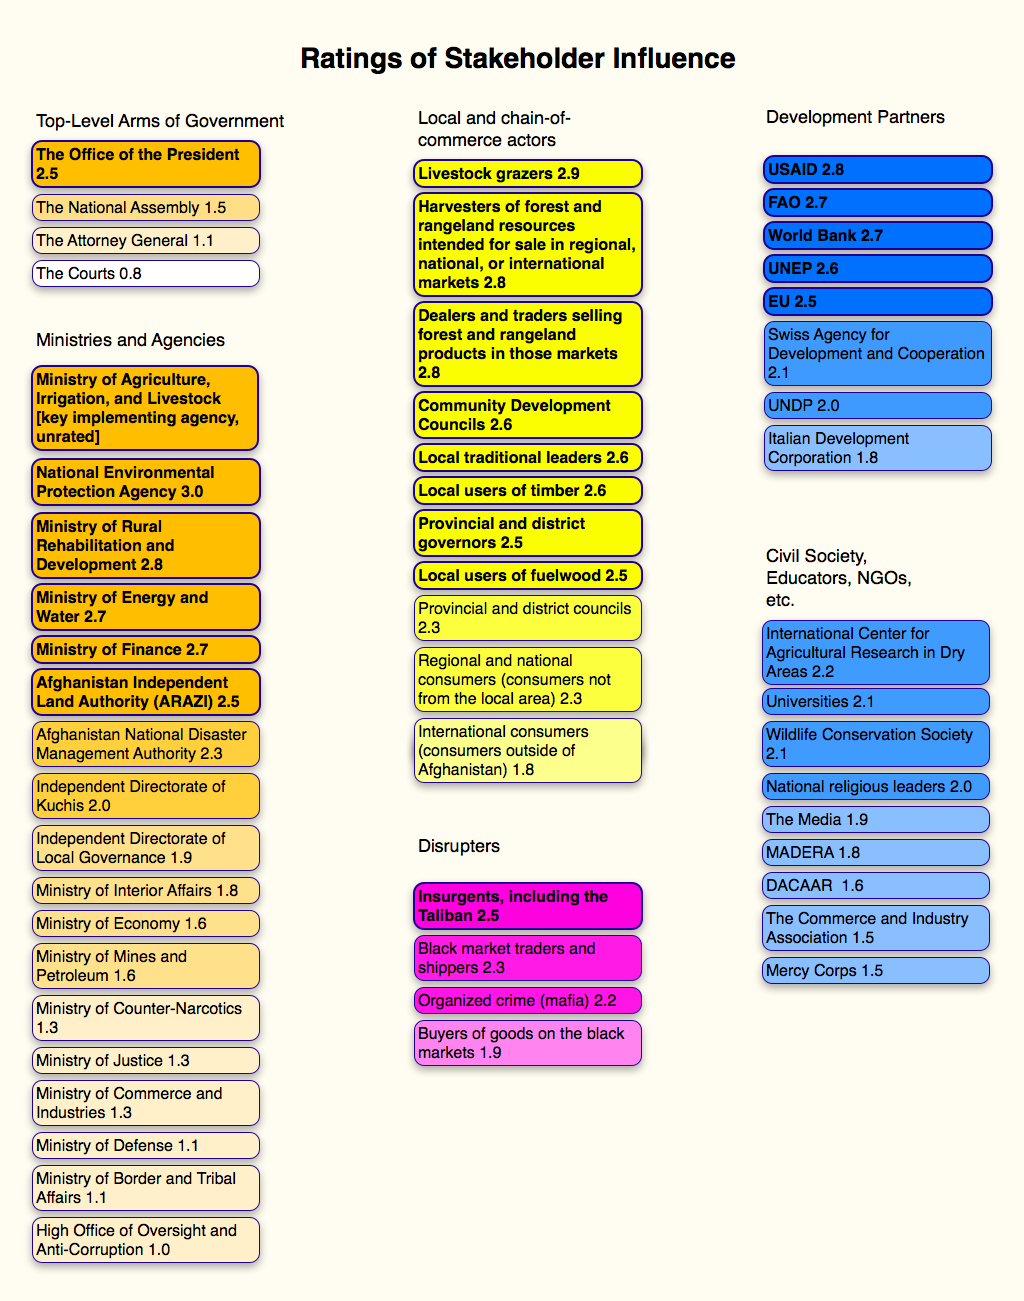 Ratings of Stakeholder Influence
Top-Level Arms of Government
The Office of the President
2.5
The National Assembly 1.5
The Attorney General 1.1
The Courts 0.8
Ministries and Agencies
Ministry of Agriculture,
Irrigation, and Livestock
[key implementing agency,
unrated]
National Environmental
Protection Agency 3.0
Ministry of Rural
Rehabilitation and
Development 2.8
Ministry of Energy and
Water 2.7
Ministry of Finance 2.7
Afghanistan Independent
Land Authority (ARAZI) 2.5
Afghanistan National Disaster
Management Authority 2.3
Independent Directorate of
Kuchis 2.0
Independent Directorate of
Local Governance 1.9
Ministry of Interior Affairs 1.8
Ministry of Economy 1.6
Ministry of Mines and
Petroleum 1.6
Ministry of Counter-Narcotics
1.3
Ministry of Justice 1.3
Ministry of Commerce and
Industries 1.3
Ministry of Defense 1.1
Ministry of Border and Tribal
Affairs 1.1
High Office of Oversight and
Anti-Corruption 1.0
Local and chain-of-
commerce actors
Livestock grazers 2.9
Harvesters of forest and
rangeland resources
intended for sale in regional,
national, or international
markets 2.8
Dealers and traders selling
forest and rangeland
products in those markets
2.8
Community Development
Councils 2.6
Local traditional leaders 2.6
Local users of timber 2.6
Provincial and district
governors 2.5
Local users of fuelwood 2.5
Provincial and district councils
2.3
Regional and national
consumers (consumers not
from the local area) 2.3
International consumers
(consumers outside of
Afghanistan) 1.8
Disrupters
Insurgents, including the
Taliban 2.5
Black market traders and
shippers 2.3
Organized crime (mafia) 2.2
Buyers of goods on the black
markets 1.9
Development Partners
USAID 2.8
FAO 2.7
World Bank 2.7
UNEP 2.6
EU 2.5
Swiss Agency for
Development and Cooperation
2.1
UNDP 2.0
Italian Development
Corporation 1.8
Civil Society,
Educators, NGOs,
etc.
International Center for
Agricultural Research in Dry
Areas 2.2
Universities 2.1
Wildlife Conservation Society
2.1
National religious leaders 2.0
The Media 1.9
MADERA 1.8
DACAAR  1.6
The Commerce and Industry
Association 1.5
Mercy Corps 1.5